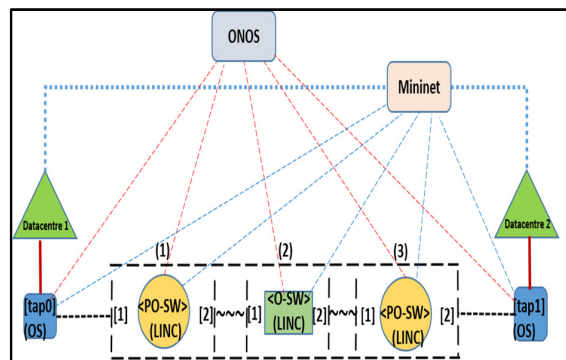 ONOS
Mininet
Datacentre 1
Datacentre 2
(1)
(2)
(3)
[tap0]
(OS)
[1]
<PO-SW>
(LINC)
[2]
[1]
<O-SW>
(LINC)
[2]
[1]
<PO-SW>
(LINC)
[2]
[tap1]
(OS)